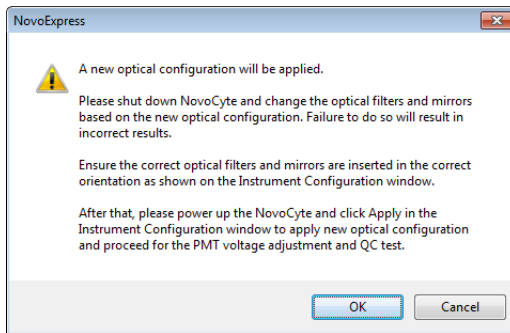 NovoExpress
A new optical configuration will be applied.
Please shut down NovoCyte and change the optical filters and mirrors
based on the new optical configuration. Failure to do so will result in
incorrect results.
Ensure the correct optical filters and mirrors are inserted in the correct
orientation as shown on the Instrument Configuration window.
After that, please power up the NovoCyte and click Apply in the
Instrument Configuration window to apply new optical configuration
and proceed for the PMT voltage adjustment and QC test.
OK
Cancel